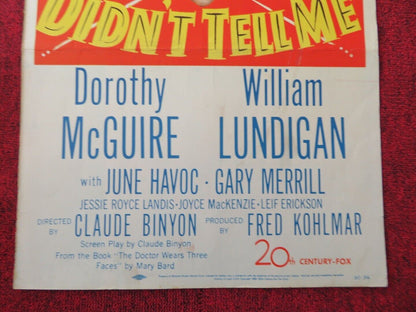 DIDN'T TELL ME
Dorothy William
McGUIRE LUNDIGAN
with JUNE HAVOC · GARY MERRILL
JESSIE ROYCE LANDIS · JOYCE MacKENZIE · LEIF ERICKSON
DIRECTED BY CLAUDE BINYON PRODUCED BY FRED KOHLMAR
Screen Play by Claude Binyon
From the Book "The Doctor Wears Three
Faces" by Mary Bard
20th CENTURY-FOX